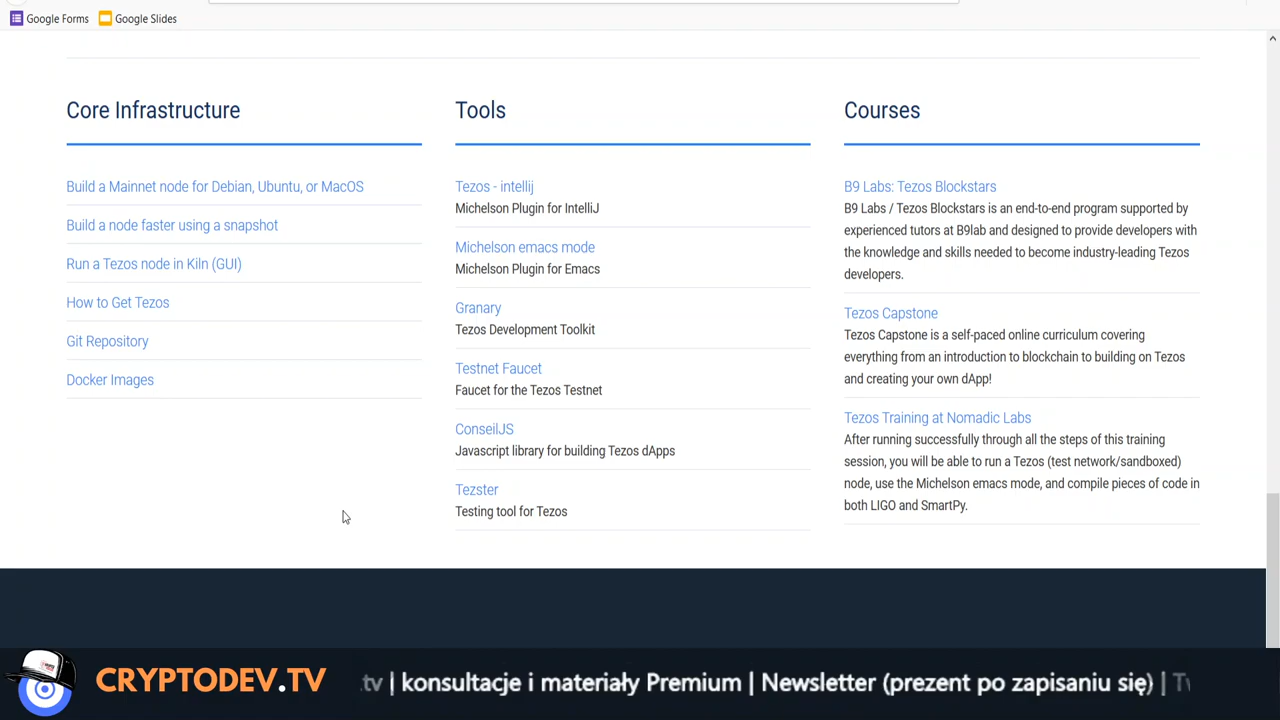 Google Forms
Google Slides
Core Infrastructure
Build a Mainnet node for Debian, Ubuntu, or MacOS
Build a node faster using a snapshot
Run a Tezos node in Kiln (GUI)
How to Get Tezos
Git Repository
Docker Images
Tools
Tezos - intellij
Michelson Plugin for IntelliJ
Michelson emacs mode
Michelson Plugin for Emacs
Granary
Tezos Development Toolkit
Testnet Faucet
Faucet for the Tezos Testnet
ConseilJS
Javascript library for building Tezos dApps
Tezster
Testing tool for Tezos
Courses
B9 Labs: Tezos Blockstars
B9 Labs / Tezos Blockstars is an end-to-end program supported by
experienced tutors at B9lab and designed to provide developers with
the knowledge and skills needed to become industry-leading Tezos
developers.
Tezos Capstone
Tezos Capstone is a self-paced online curriculum covering
everything from an introduction to blockchain to building on Tezos
and creating your own dApp!
Tezos Training at Nomadic Labs
After running successfully through all the steps of this training
session, you will be able to run a Tezos (test network/sandboxed)
node, use the Michelson emacs mode, and compile pieces of code in
both LIGO and SmartPy.
CRYPTODEV.TV
.tv | konsultacje i materiały Premium | Newsletter (prezent po zapisaniu się) | Tw